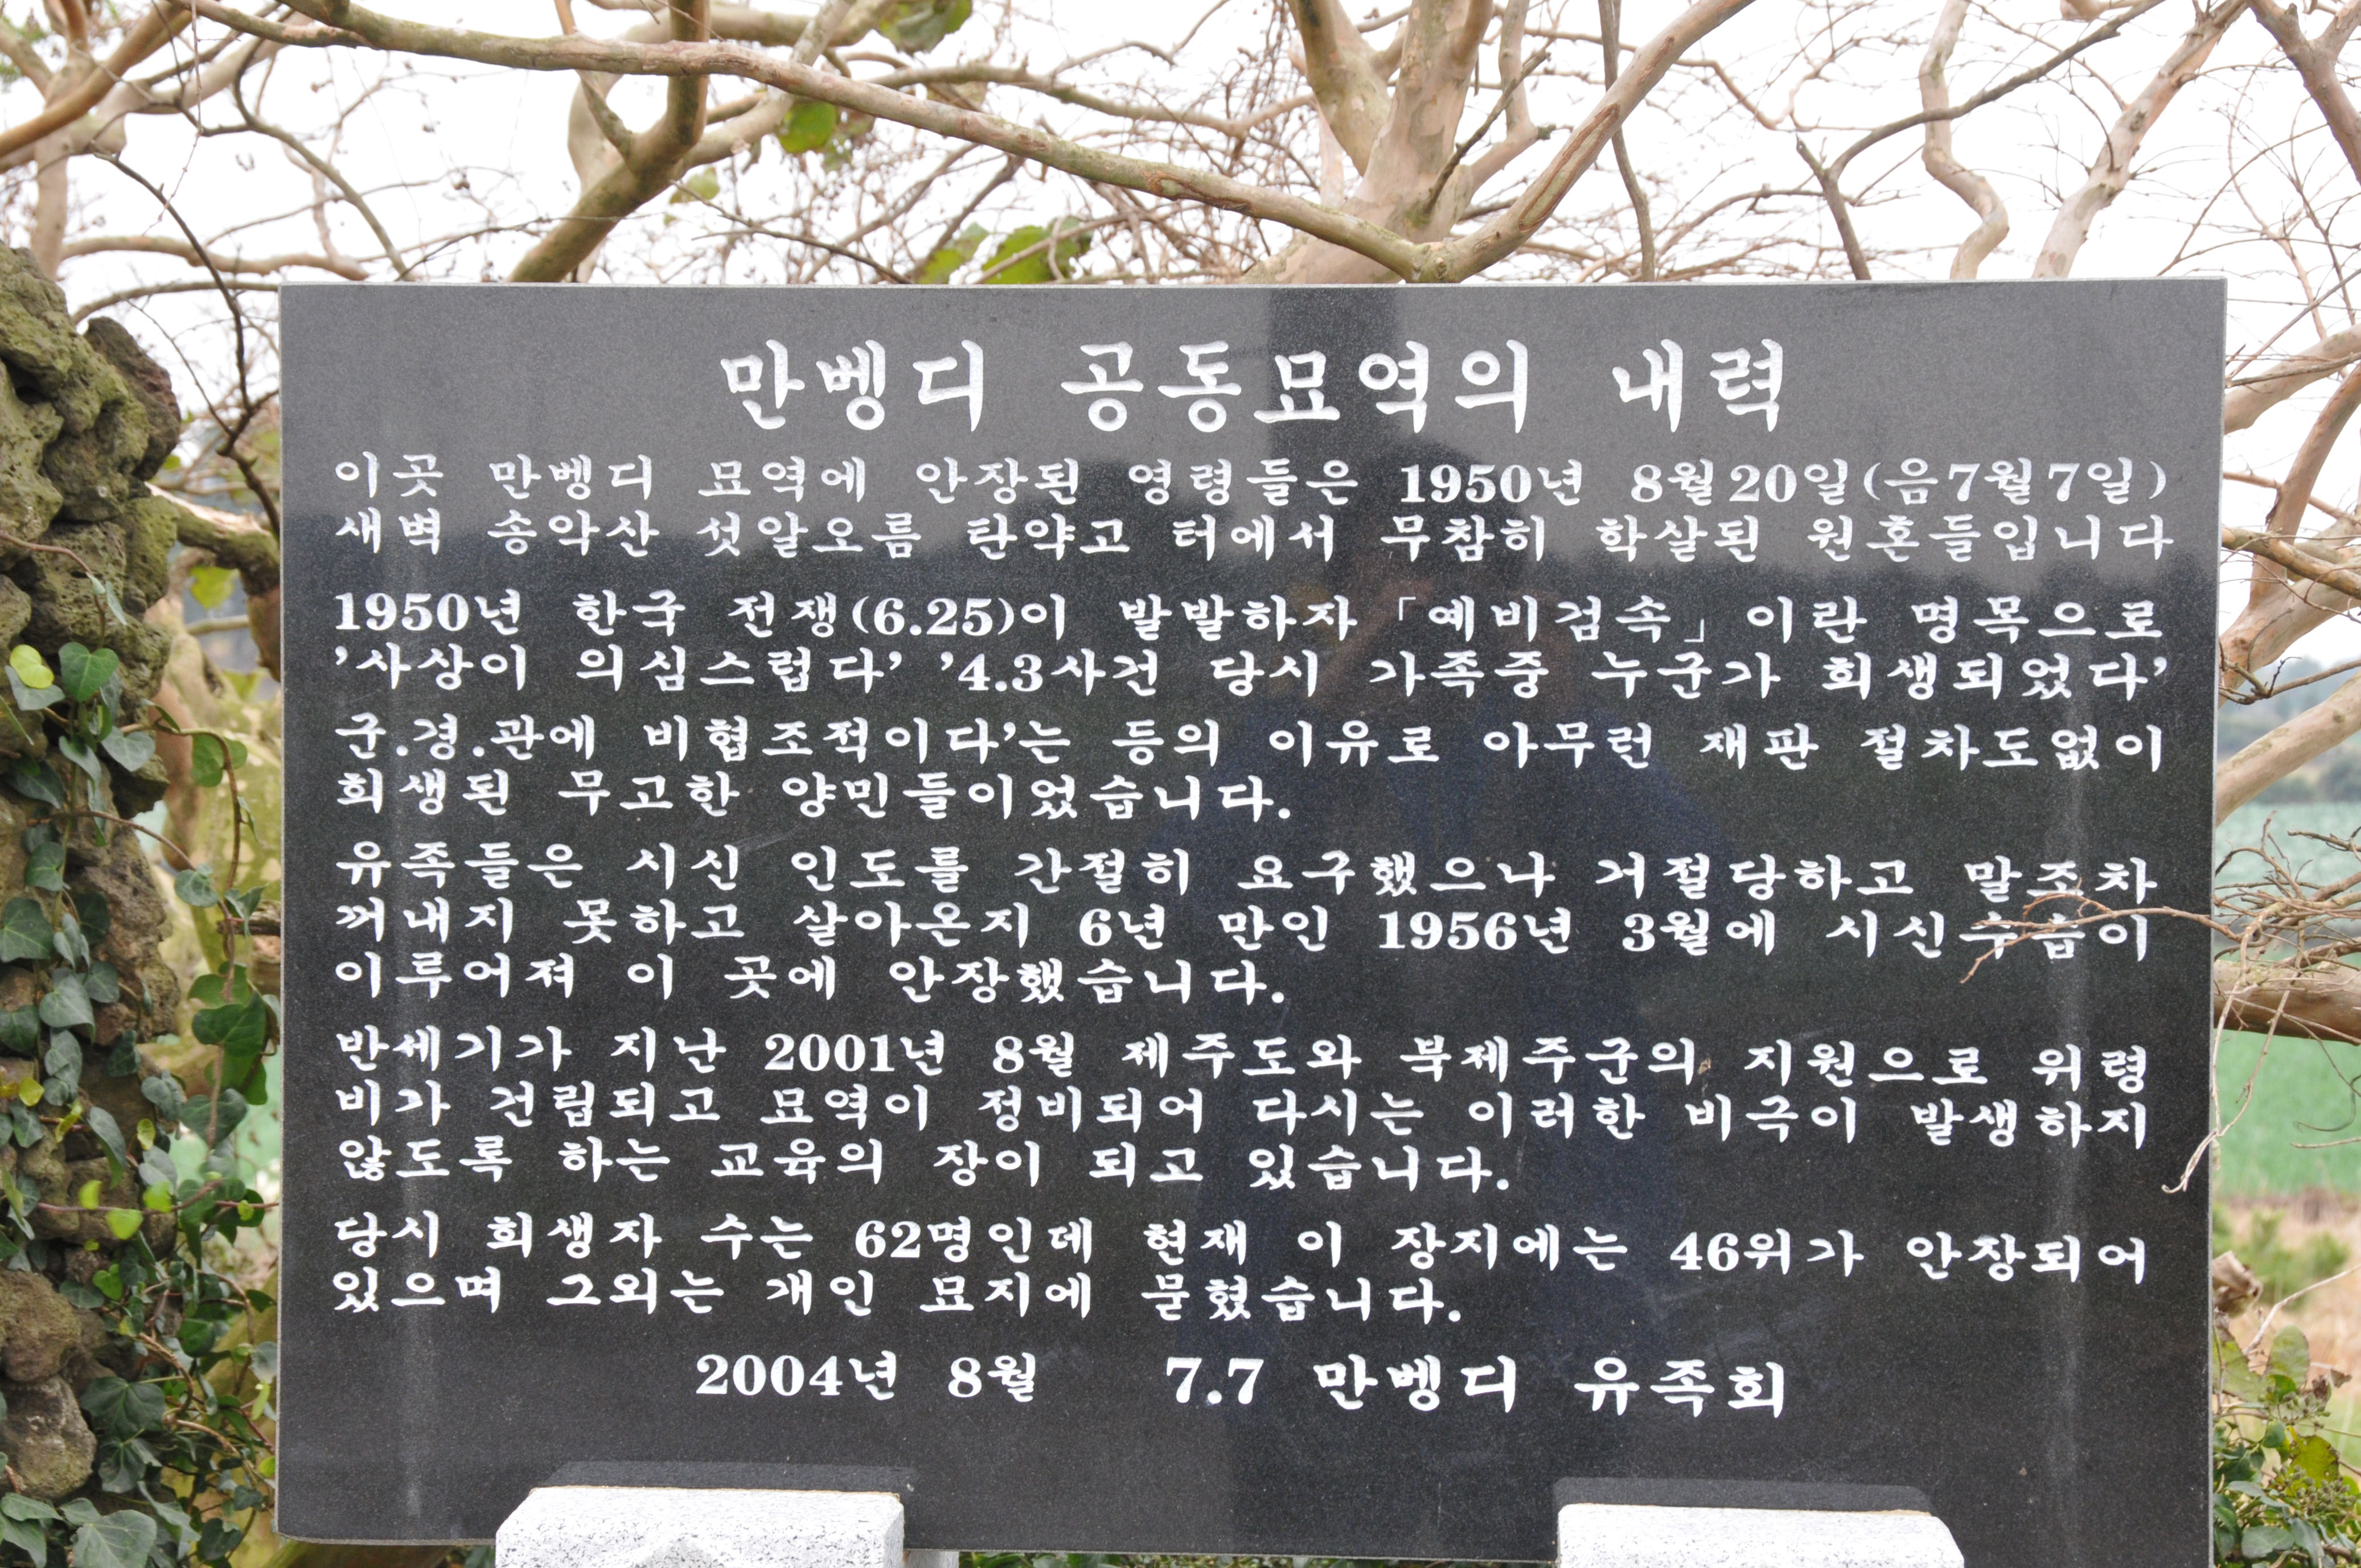 만벵디 공동묘역의 내력
이곳 만벵디 묘역에 안장된 영령들은 1950년 8월20일(음7월7일)
새벽 송악산 섯알오름 탄약고 터에서 무참히 학살된 원혼들입니다
1950년 한국 전쟁(6.25)이 발발하자「예비검속」이란 명목으로
'사상이 의심스럽다' '4.3사건 당시 가족중 누군가 희생되었다'
군.경.관에 비협조적이다'는 등의 이유로 아무런 재판 절차도없이
희생된 무고한 양민들이었습니다.
유족들은 시신 인도를 간절히 요구했으나 거절당하고 말조차
꺼내지 못하고 살아온지 6년 만인 1956년 3월에 시신수습이
이루어져 이 곳에 안장했습니다.
반세기가 지난 2001년 8월 제주도와 북제주군의 지원으로 위령
비가 건립되고 묘역이 정비되어 다시는 이러한 비극이 발생하지
않도록 하는 교육의 장이 되고 있습니다.
당시 희생자 수는 62명인데 현재 이 장지에는 46위가 안장되어
있으며 그외는 개인 묘지에 묻혔습니다.
2004년 8월 7.7 만벵디 유족회